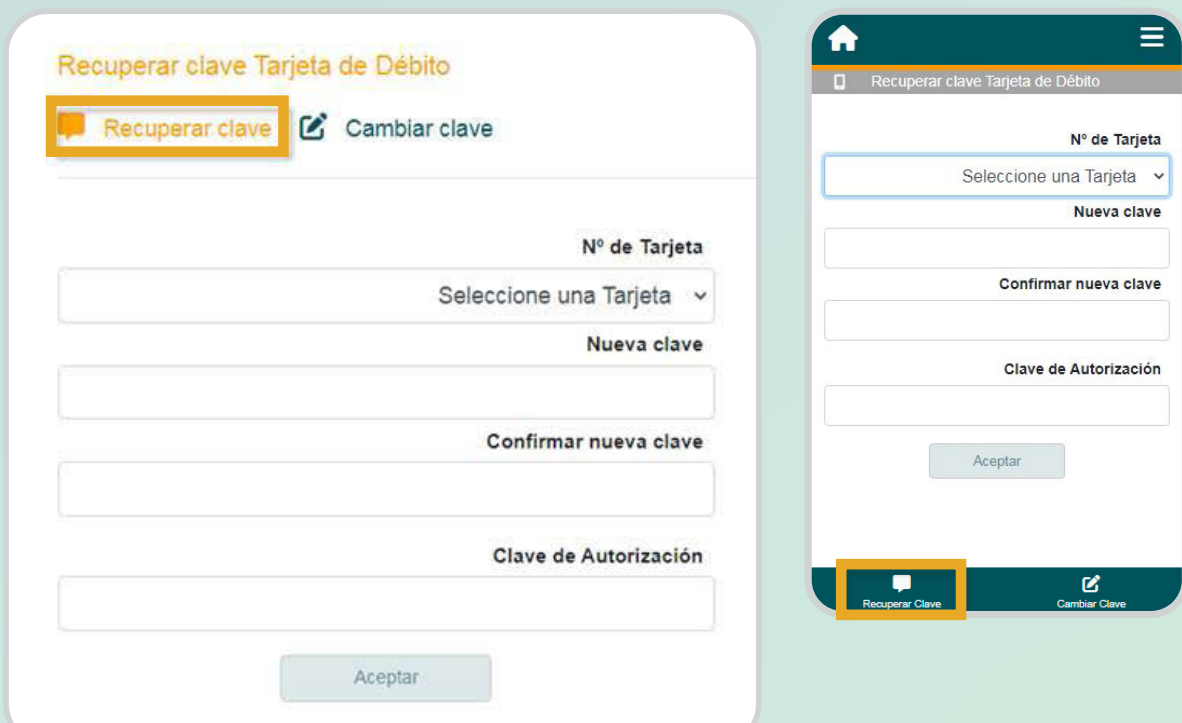 Recuperar clave Tarjeta de Débito
Recuperar clave Cambiar clave
Nº de Tarjeta
Seleccione una Tarjeta
Nueva clave
Confirmar nueva clave
Clave de Autorización
Aceptar
Recuperar clave Tarjeta de Débito
Nº de Tarjeta
Seleccione una Tarjeta
Nueva clave
Confirmar nueva clave
Clave de Autorización
Aceptar
Recuperar Clave Cambiar Clave